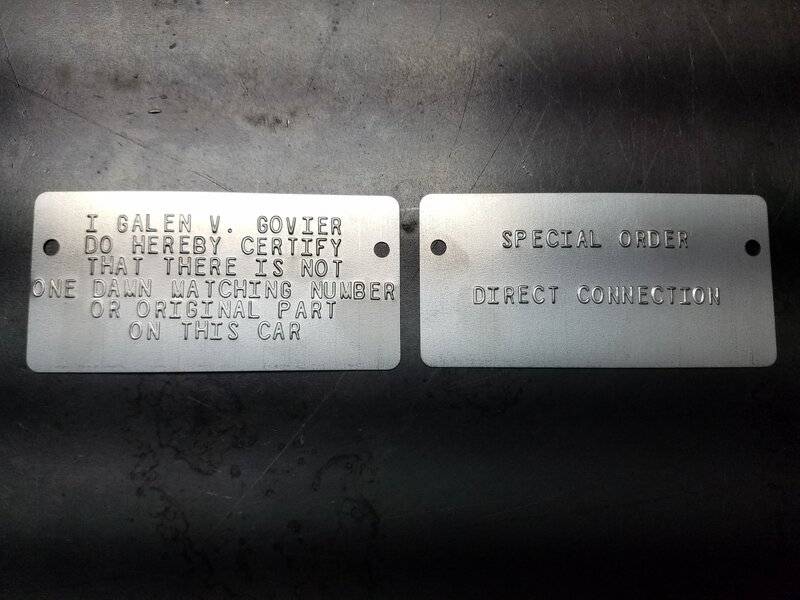 I GALEN V. GOVIER
DO HEREBY CERTIFY
THAT THERE IS NOT
ONE DAMN MATCHING NUMBER
OR ORIGINAL PART
ON THIS CAR
SPECIAL ORDER
DIRECT CONNECTION